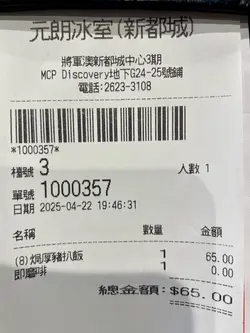 元朗冰室(新都城)
將軍澳新都城中心3期
MCP Discovery地下G24-25號鋪
電話:2623-3108
*1000357*
檯號 3 人數 1
單號 1000357
日期 2025-04-22 19:46:31
名稱 數量 金額
(8)焗厚豬扒飯 1 65.00
即磨啡 1 0.00
總金額:$65.00